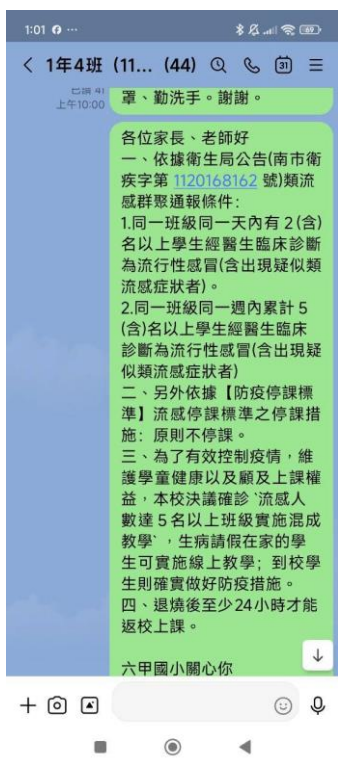 1:01
69
1年4班 (11... (44)
31
已讀 41
上午10:00
罩、勤洗手。謝謝。
各位家長、老師好
一、依據衛生局公告(南市衛
疾字第 1120168162 號)類流
感群聚通報條件:
1.同一班級同一天內有 2 (含)
名以上學生經醫生臨床診斷
為流行性感冒(含出現疑似類
流感症狀者)。
2.同一班級同一週內累計 5
(含)名以上學生經醫生臨床
診斷為流行性感冒(含出現疑
似類流感症狀者)
二、另外依據【防疫停課標
準】流感停課標準之停課措
施: 原則不停課。
三、為了有效控制疫情,維
護學童健康以及顧及上課權
益,本校決議確診 ˋ流感人
數達 5 名以上班級實施混成
教學ˋ,生病請假在家的學
生可實施線上教學; 到校學
生則確實做好防疫措施。
四、退燒後至少24小時才能
返校上課。
六甲國小關心你